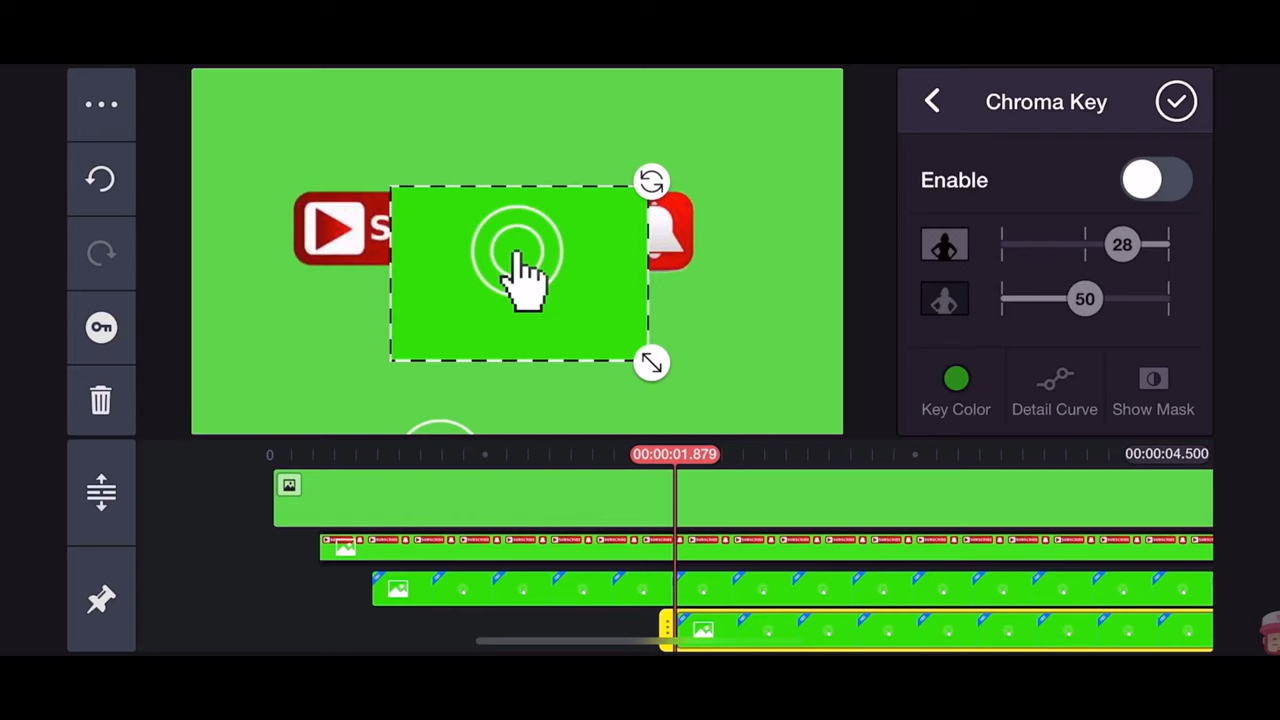 Chroma Key
Enable
S
28
50
Key Color
Detail Curve
Show Mask
0
00:00:01.879
00:00:04.500